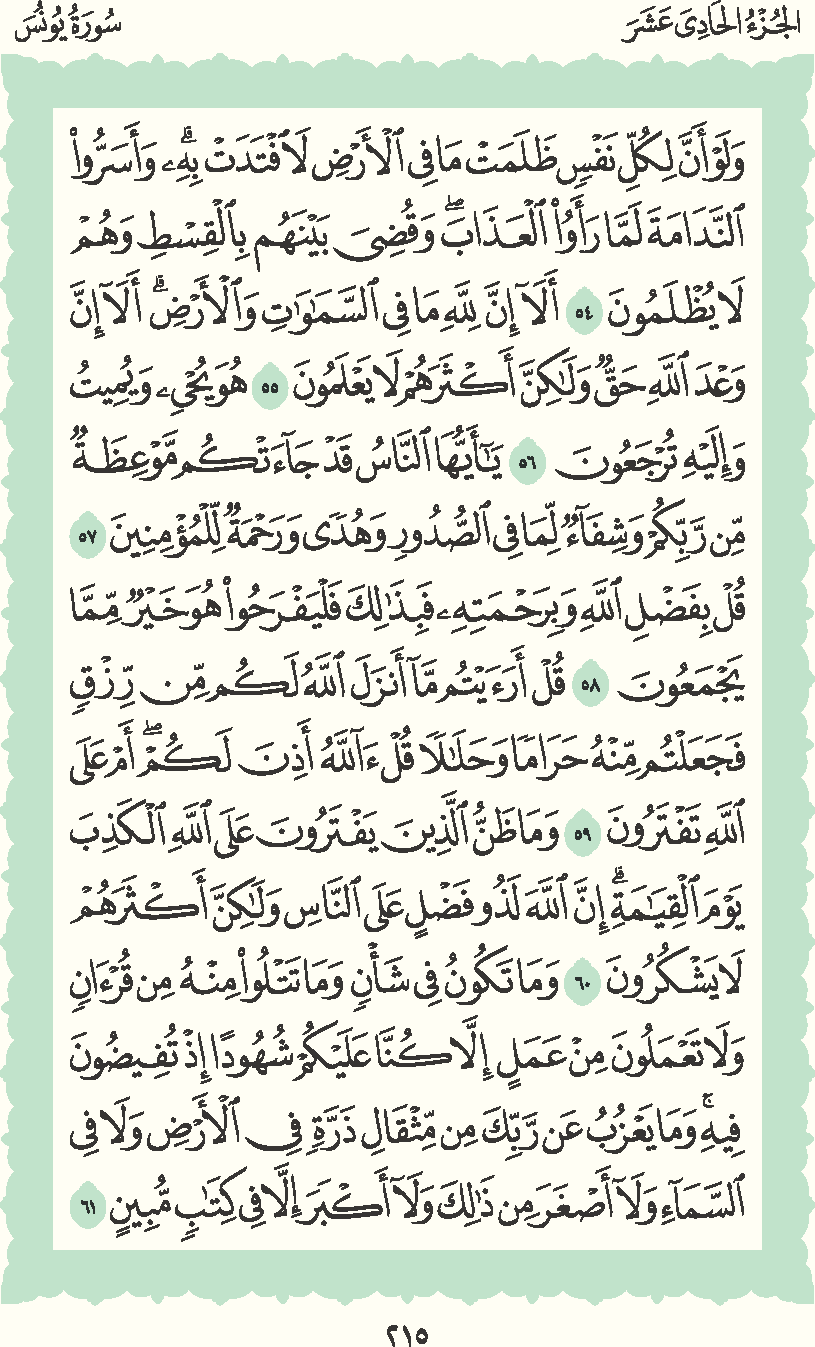 الجُزْءُ الحَادِىَ عَشَرَ
سُورَةُ يُونُسَ
وَلَوْ أَنَّ لِكُلِّ نَفْسٖ ظَلَمَتْ مَا فِي ٱلْأَرْضِ لَٱفْتَدَتْ بِهِۦۗ وَأَسَرُّواْ
ٱلنَّدَامَةَ لَمَّا رَأَوُاْ ٱلْعَذَابَۖ وَقُضِيَ بَيْنَهُم بِٱلْقِسْطِ وَهُمْ
لَا يُظْلَمُونَ ٥٤ أَلَآ إِنَّ لِلَّهِ مَا فِي ٱلسَّمَٰوَٰتِ وَٱلْأَرْضِۗ أَلَآ إِنَّ
وَعْدَ ٱللَّهِ حَقّٞ وَلَٰكِنَّ أَكْثَرَهُمْ لَا يَعْلَمُونَ ٥٥ هُوَ يُحْيِۦ وَيُمِيتُ
وَإِلَيْهِ تُرْجَعُونَ ٥٦ يَٰٓأَيُّهَا ٱلنَّاسُ قَدْ جَآءَتْكُم مَّوْعِظَةٞ
مِّن رَّبِّكُمْ وَشِفَآءٞ لِّمَا فِي ٱلصُّدُورِ وَهُدٗى وَرَحْمَةٞ لِّلْمُؤْمِنِينَ ٥٧
قُلْ بِفَضْلِ ٱللَّهِ وَبِرَحْمَتِهِۦ فَبِذَٰلِكَ فَلْيَفْرَحُواْ هُوَ خَيْرٞ مِّمَّا
يَجْمَعُونَ ٥٨ قُلْ أَرَءَيْتُم مَّآ أَنزَلَ ٱللَّهُ لَكُم مِّن رِّزْقٖ
فَجَعَلْتُم مِّنْهُ حَرَامٗا وَحَلَٰلٗا قُلْ ءَآللَّهُ أَذِنَ لَكُمْۖ أَمْ عَلَى
ٱللَّهِ تَفْتَرُونَ ٥٩ وَمَا ظَنُّ ٱلَّذِينَ يَفْتَرُونَ عَلَى ٱللَّهِ ٱلْكَذِبَ
يَوْمَ ٱلْقِيَٰمَةِۗ إِنَّ ٱللَّهَ لَذُو فَضْلٍ عَلَى ٱلنَّاسِ وَلَٰكِنَّ أَكْثَرَهُمْ
لَا يَشْكُرُونَ ٦٠ وَمَا تَكُونُ فِي شَأْنٖ وَمَا تَتْلُواْ مِنْهُ مِن قُرْءَانٖ
وَلَا تَعْمَلُونَ مِنْ عَمَلٍ إِلَّا كُنَّا عَلَيْكُمْ شُهُودًا إِذْ تُفِيضُونَ
فِيهِۚ وَمَا يَعْزُبُ عَن رَّبِّكَ مِن مِّثْقَالِ ذَرَّةٖ فِي ٱلْأَرْضِ وَلَا فِي
ٱلسَّمَآءِ وَلَآ أَصْغَرَ مِن ذَٰلِكَ وَلَآ أَكْبَرَ إِلَّا فِي كِتَٰبٖ مُّبِينٍ ٦١
٢١٥